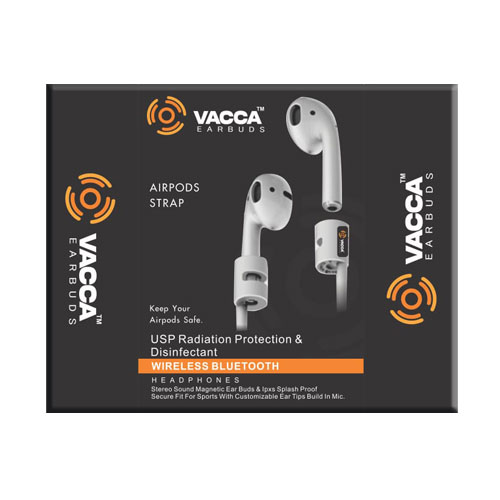 VACCA™
EARBUDS
AIRPODS
STRAP
VACCA
Keep Your
Airpods Safe.
USP Radiation Protection &
Disinfectant
WIRELESS BLUETOOTH
HEADPHONES
Stereo Sound Magnetic Ear Buds & Ipxs Splash Proof
Secure Fit For Sports With Customizable Ear Tips Build In Mic.
VACCA™
EARBUDS
VACCA™
EARBUDS